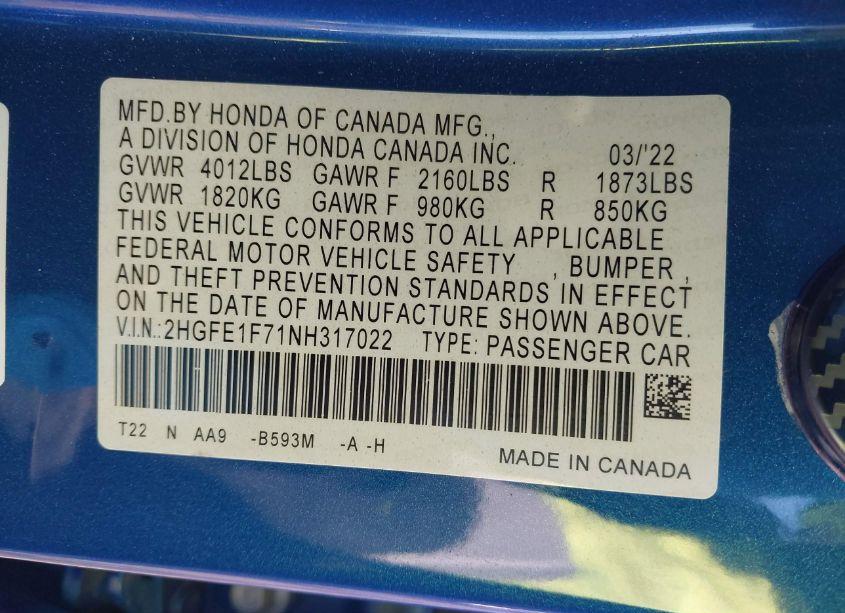 MFD.BY HONDA OF CANADA MFG.,
A DIVISION OF HONDA CANADA INC. 03/'22
GVWR 4012LBS GAWR F 2160LBS R 1873LBS
GVWR 1820KG GAWR F 980KG R 850KG
THIS VEHICLE CONFORMS TO ALL APPLICABLE
FEDERAL MOTOR VEHICLE SAFETY , BUMPER ,
AND THEFT PREVENTION STANDARDS IN EFFECT
ON THE DATE OF MANUFACTURE SHOWN ABOVE.
V.I.N.:2HGFE1F71NH317022 TYPE: PASSENGER CAR
T22 N AA9 -B593M -A -H
MADE IN CANADA